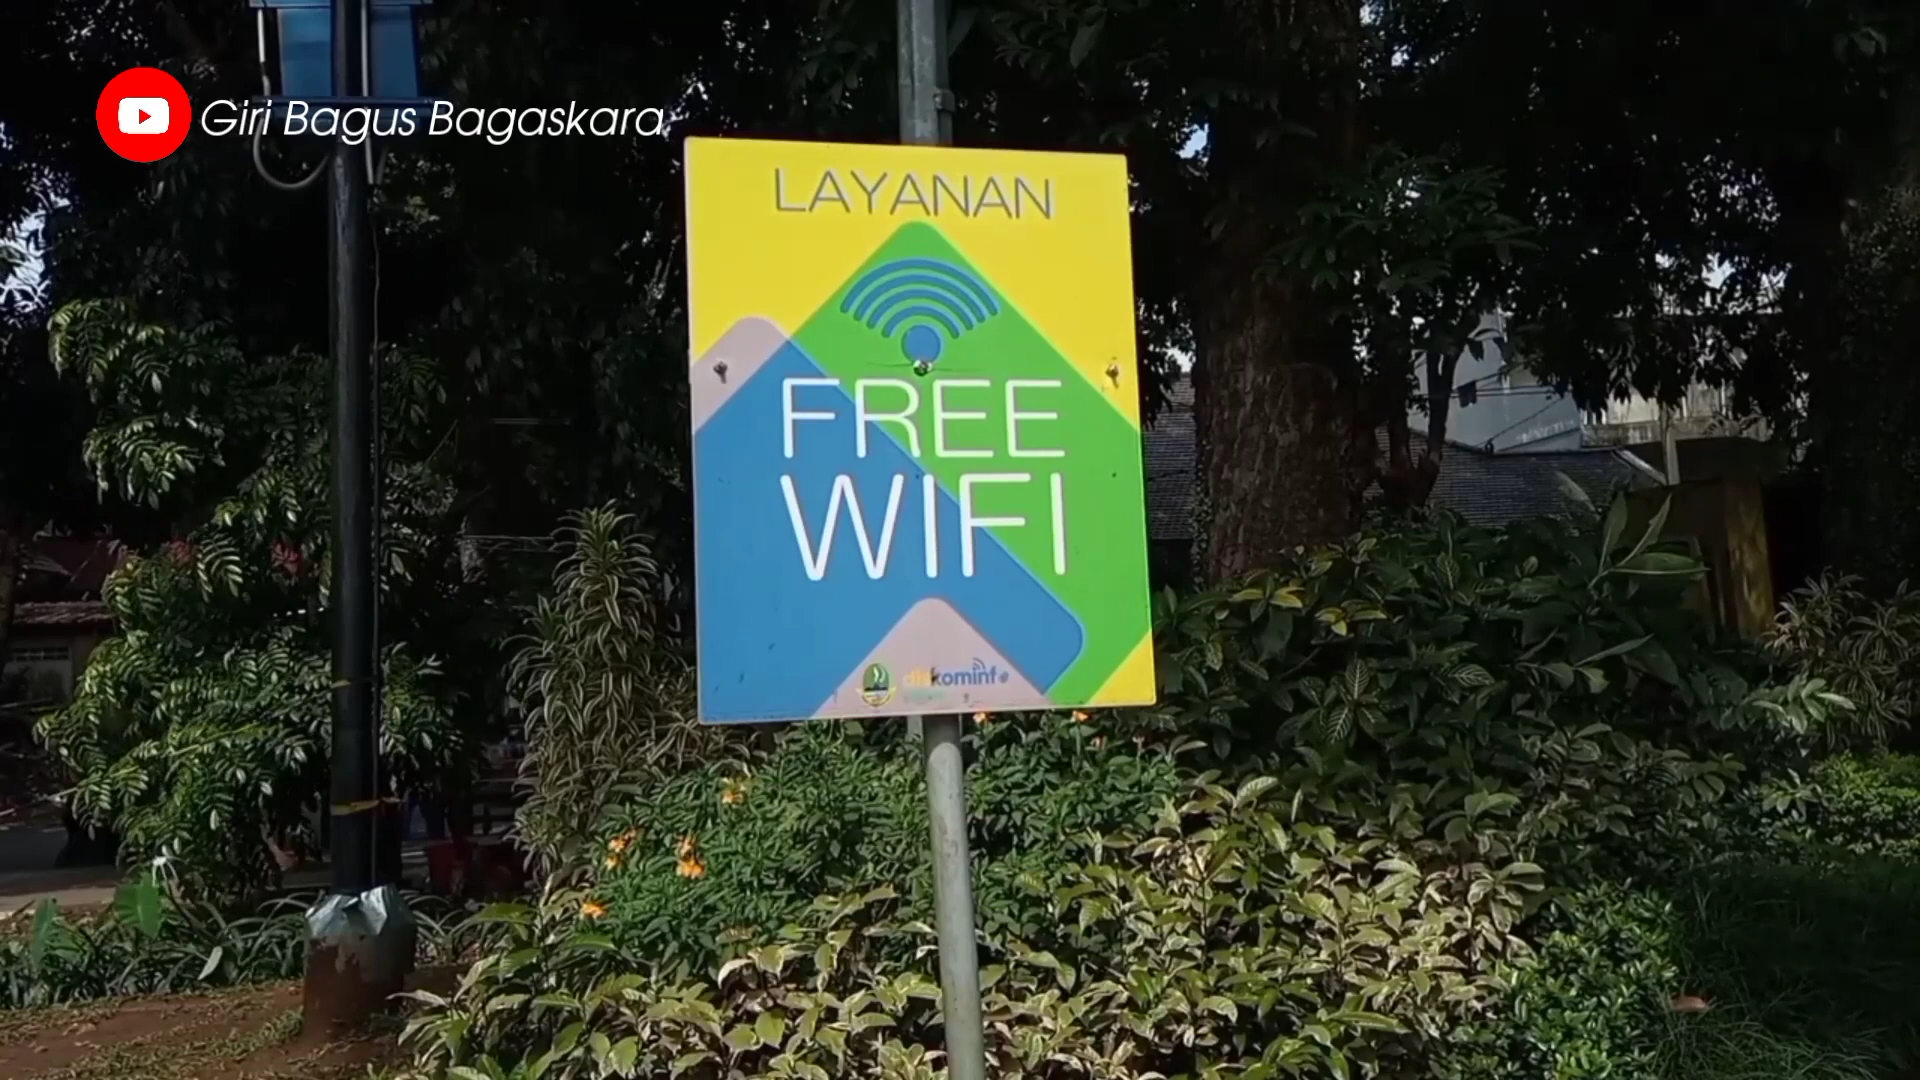 Giri Bagus Bagaskara
LAYANAN
FREE
WIFI
diskominfo